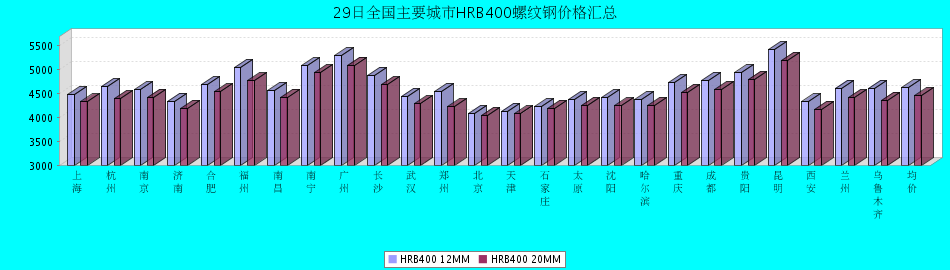 29日全国主要城市HRB400螺纹钢价格汇总
5500
5000
4500
4000
3500
3000
上海
杭州
南京
济南
合肥
福州
南昌
南宁
广州
长沙
武汉
郑州
北京
天津
石家庄
太原
沈阳
哈尔滨
重庆
成都
贵阳
昆明
西安
兰州
乌鲁木齐
均价
HRB400 12MM HRB400 20MM